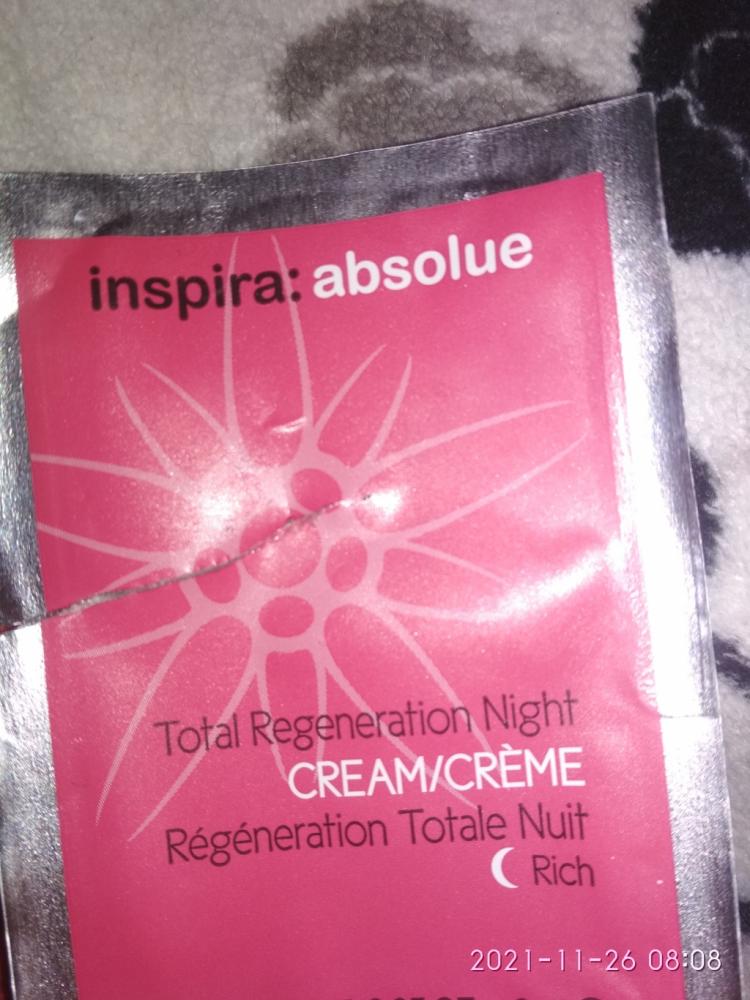 inspira: absolue
Total Regeneration Night
CREAM/CRÈME
Régéneration Totale Nuit
Rich
2021-11-26 08:08